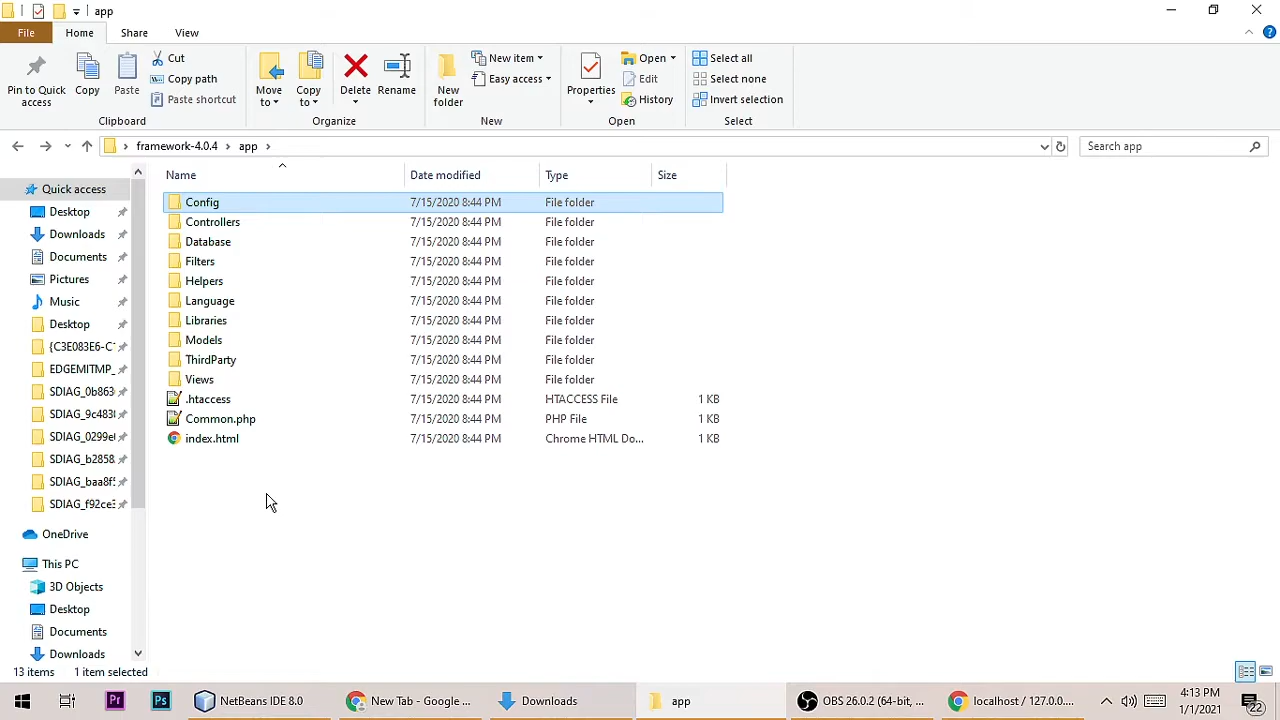 app
File Home Share View
Pin to Quick access
Copy
Paste
Cut
Copy path
Paste shortcut
Clipboard
Move to
Copy to
Delete
Rename
Organize
New folder
New item
Easy access
New
Properties
Open
Edit
History
Open
Select all
Select none
Invert selection
Select
framework-4.0.4 › app ›
Search app
Name Date modified Type Size
Config 7/15/2020 8:44 PM File folder
Controllers 7/15/2020 8:44 PM File folder
Database 7/15/2020 8:44 PM File folder
Filters 7/15/2020 8:44 PM File folder
Helpers 7/15/2020 8:44 PM File folder
Language 7/15/2020 8:44 PM File folder
Libraries 7/15/2020 8:44 PM File folder
Models 7/15/2020 8:44 PM File folder
ThirdParty 7/15/2020 8:44 PM File folder
Views 7/15/2020 8:44 PM File folder
.htaccess 7/15/2020 8:44 PM HTACCESS File 1 KB
Common.php 7/15/2020 8:44 PM PHP File 1 KB
index.html 7/15/2020 8:44 PM Chrome HTML Do... 1 KB
Quick access
Desktop
Downloads
Documents
Pictures
Music
Desktop
EDGEMITMP_
SDIAG_0b863
SDIAG_b2858
OneDrive
This PC
3D Objects
Desktop
Documents
Downloads
13 items 1 item selected
Pr
Ps
NetBeans IDE 8.0
New Tab - Google ...
Downloads
app
OBS 26.0.2 (64-bit, ...
localhost / 127.0.0....
4:13 PM
1/1/2021
22